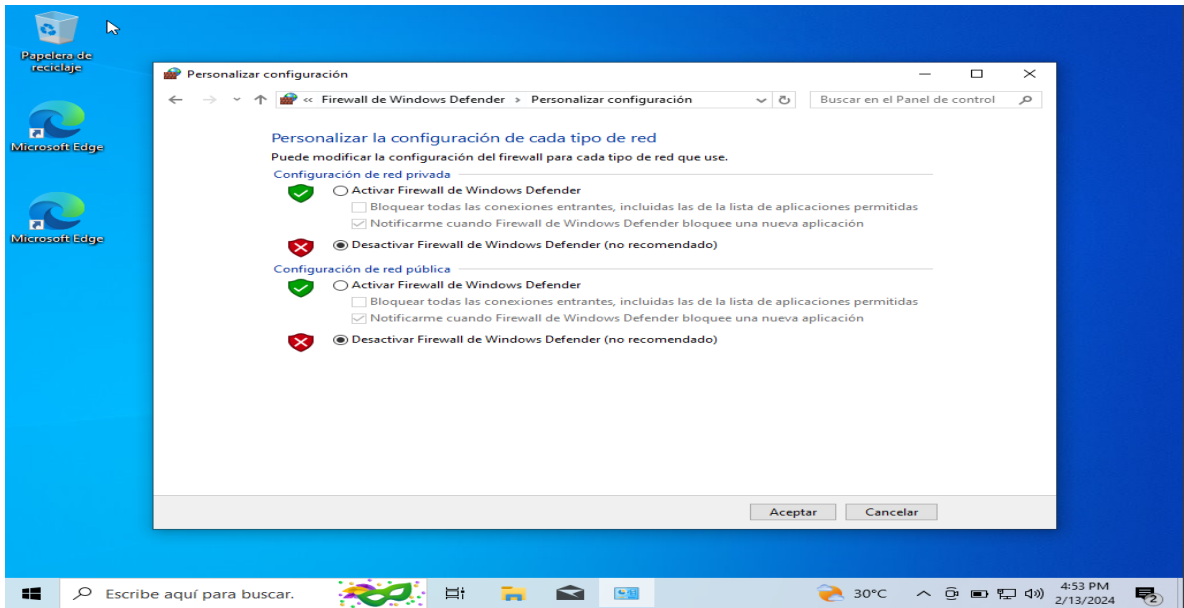 Papelera de
reciclaje
Microsoft Edge
Microsoft Edge
Personalizar configuración
« Firewall de Windows Defender > Personalizar configuración
Buscar en el Panel de control
Personalizar la configuración de cada tipo de red
Puede modificar la configuración del firewall para cada tipo de red que use.
Configuración de red privada
Activar Firewall de Windows Defender
Bloquear todas las conexiones entrantes, incluidas las de la lista de aplicaciones permitidas
Notificarme cuando Firewall de Windows Defender bloquee una nueva aplicación
Desactivar Firewall de Windows Defender (no recomendado)
Configuración de red pública
Activar Firewall de Windows Defender
Bloquear todas las conexiones entrantes, incluidas las de la lista de aplicaciones permitidas
Notificarme cuando Firewall de Windows Defender bloquee una nueva aplicación
Desactivar Firewall de Windows Defender (no recomendado)
Aceptar
Cancelar
Escribe aquí para buscar.
30°C
4:53 PM
2/13/2024
2